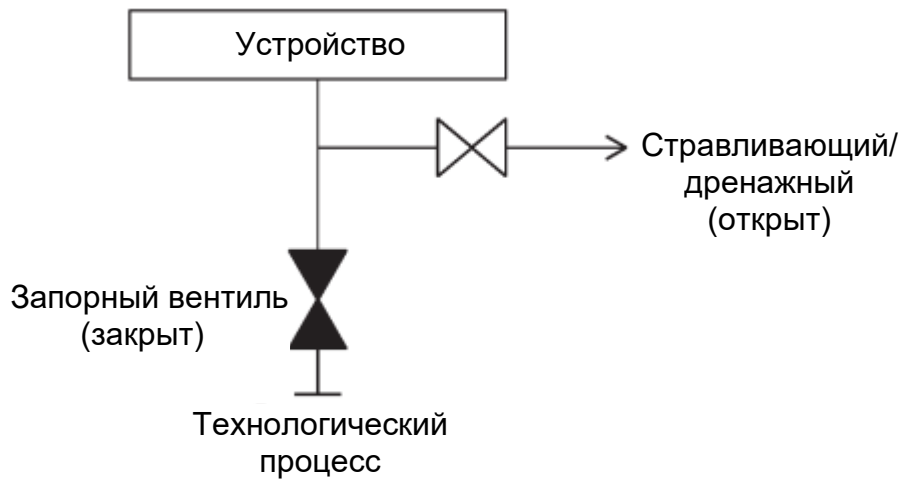 Устройство
Стравливающий/
дренажный
(открыт)
Запорный вентиль
(закрыт)
Технологический
процесс